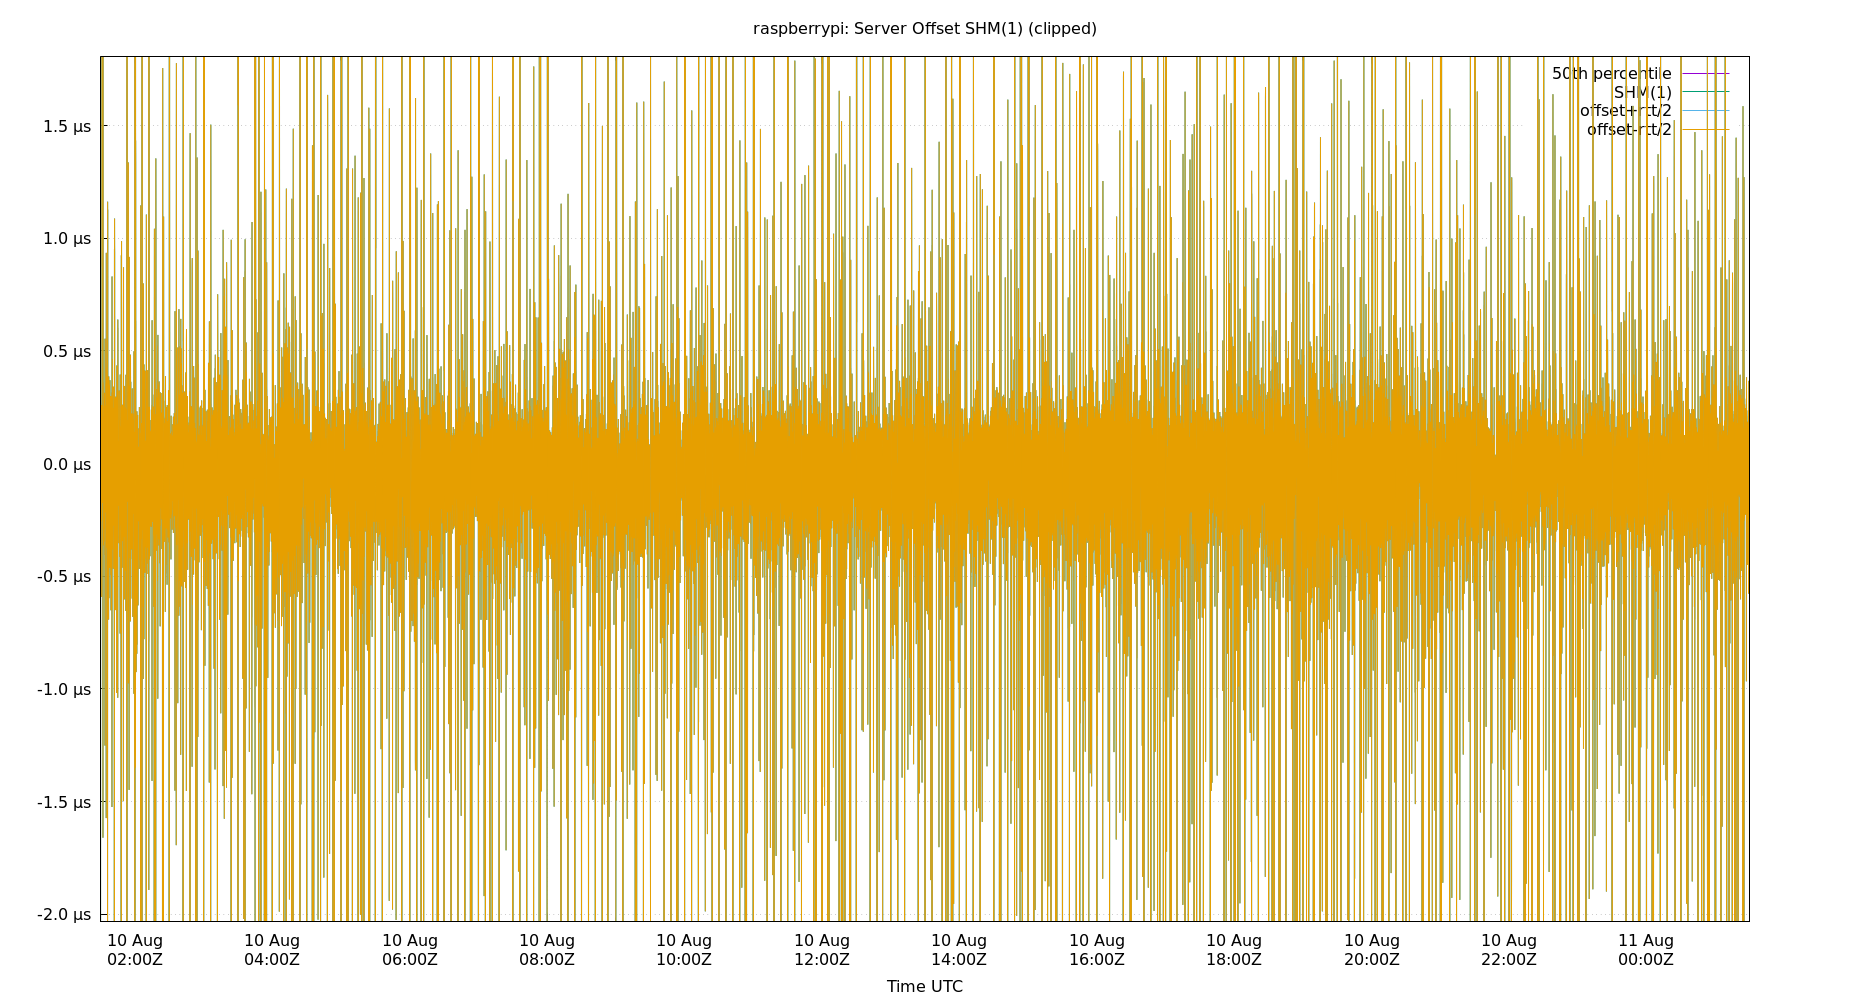 raspberrypi: Server Offset SHM(1) (clipped)
50th percentile
SHM(1)
offset+rtt/2
offset-rtt/2
1.5 µs
1.0 µs
0.5 µs
0.0 µs
-0.5 µs
-1.0 µs
-1.5 µs
-2.0 µs
10 Aug 10 Aug 10 Aug 10 Aug 10 Aug 10 Aug 10 Aug 10 Aug 10 Aug 10 Aug 10 Aug 11 Aug
02:00Z 04:00Z 06:00Z 08:00Z 10:00Z 12:00Z 14:00Z 16:00Z 18:00Z 20:00Z 22:00Z 00:00Z
Time UTC